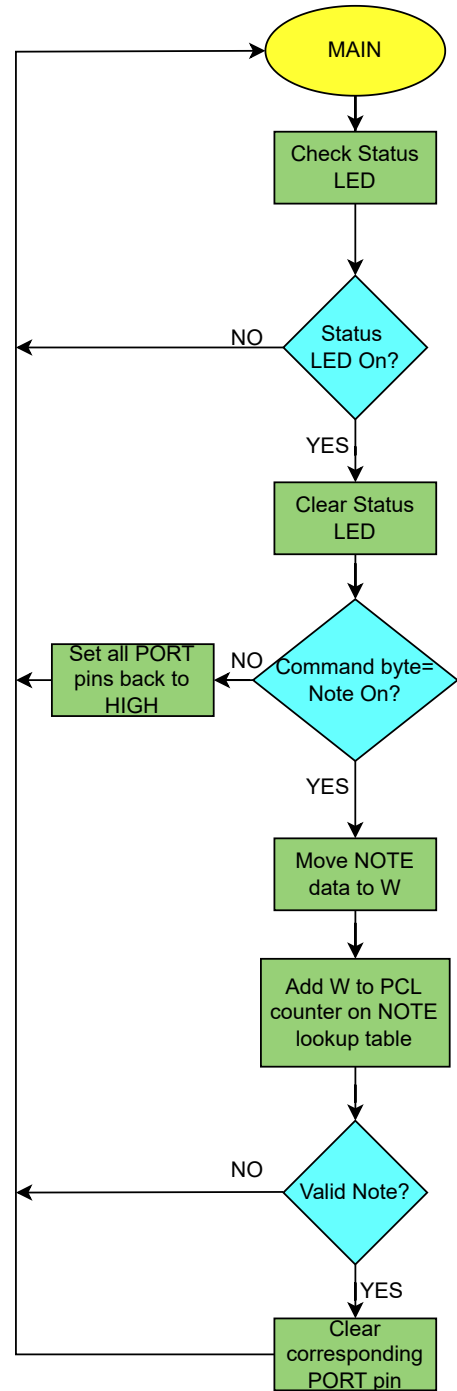 MAIN
Check Status
LED
Status
LED On?
NO
YES
Clear Status
LED
Command byte=
Note On?
NO
Set all PORT
pins back to
HIGH
YES
Move NOTE
data to W
Add W to PCL
counter on NOTE
lookup table
Valid Note?
NO
YES
Clear
corresponding
PORT pin